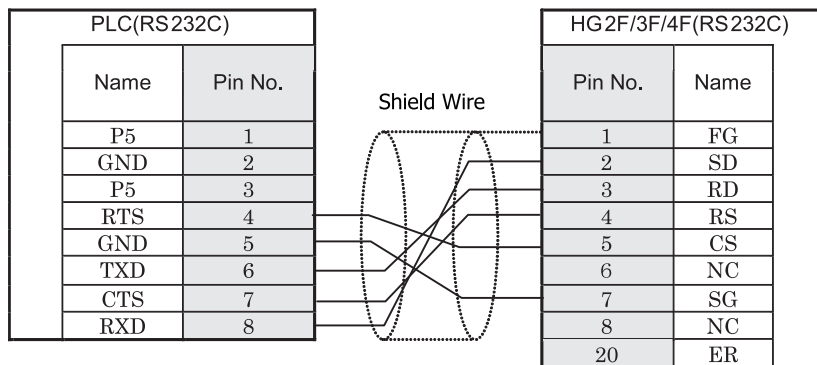 PLC(RS232C) HG2F/3F/4F(RS232C)
Name Pin No. Pin No. Name
Shield Wire
P5 1 1 FG
GND 2 2 SD
P5 3 3 RD
RTS 4 4 RS
GND 5 5 CS
TXD 6 6 NC
CTS 7 7 SG
RXD 8 8 NC
20 ER